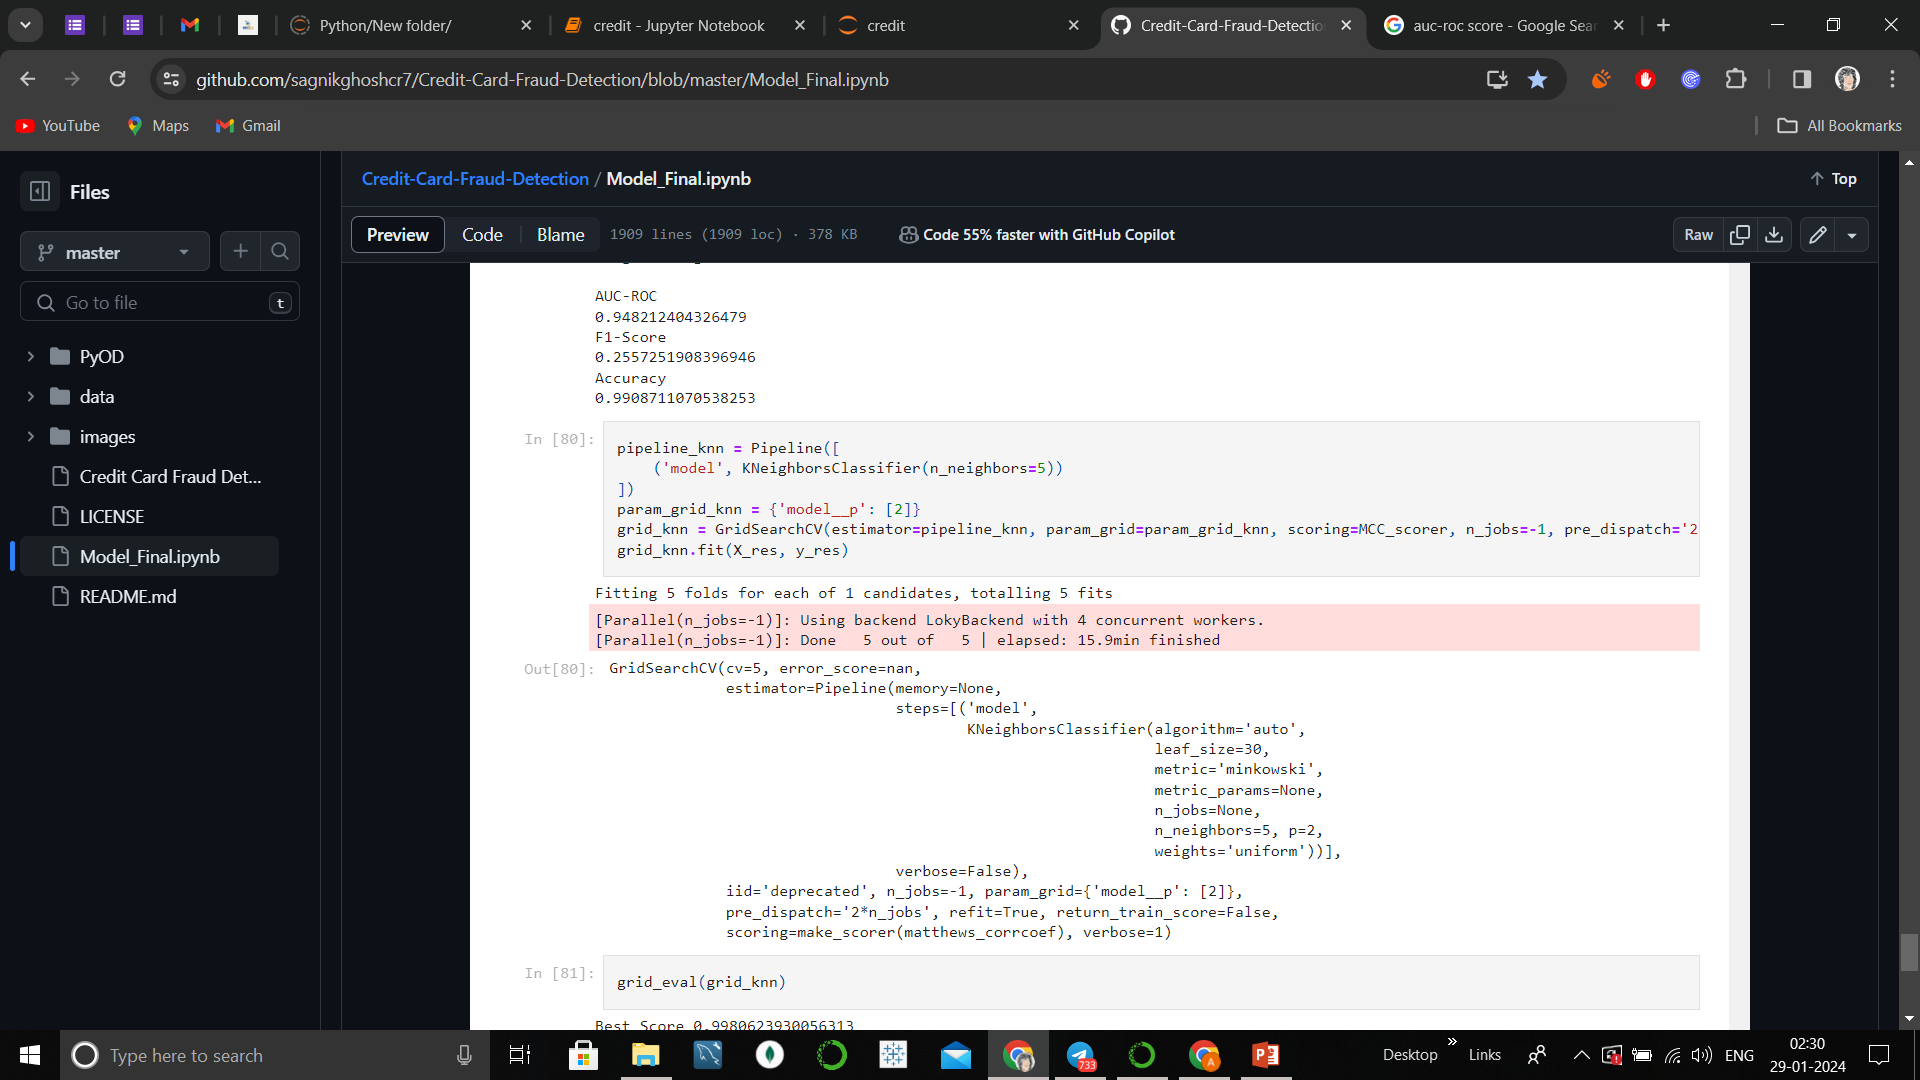 Python/New folder/
credit - Jupyter Notebook
credit
Credit-Card-Fraud-Detectio
auc-roc score - Google Sea
github.com/sagnikghoshcr7/Credit-Card-Fraud-Detection/blob/master/Model_Final.ipynb
YouTube
Maps
Gmail
All Bookmarks
Files
Credit-Card-Fraud-Detection / Model_Final.ipynb
Top
master
Preview
Code
Blame
1909 lines (1909 loc) · 378 KB
Code 55% faster with GitHub Copilot
Raw
Go to file
t
PyOD
data
images
Credit Card Fraud Det...
LICENSE
Model_Final.ipynb
README.md
AUC-ROC
0.948212404326479
F1-Score
0.2557251908396946
Accuracy
0.9908711070538253
In [80]:
pipeline_knn = Pipeline([
('model', KNeighborsClassifier(n_neighbors=5))
])
param_grid_knn = {'model__p': [2]}
grid_knn = GridSearchCV(estimator=pipeline_knn, param_grid=param_grid_knn, scoring=MCC_scorer, n_jobs=-1, pre_dispatch='2
grid_knn.fit(X_res, y_res)
Fitting 5 folds for each of 1 candidates, totalling 5 fits
[Parallel(n_jobs=-1)]: Using backend LokyBackend with 4 concurrent workers.
[Parallel(n_jobs=-1)]: Done   5 out of   5 | elapsed: 15.9min finished
Out[80]: GridSearchCV(cv=5, error_score=nan,
estimator=Pipeline(memory=None,
steps=[('model',
KNeighborsClassifier(algorithm='auto',
leaf_size=30,
metric='minkowski',
metric_params=None,
n_jobs=None,
n_neighbors=5, p=2,
weights='uniform'))],
verbose=False),
iid='deprecated', n_jobs=-1, param_grid={'model__p': [2]},
pre_dispatch='2*n_jobs', refit=True, return_train_score=False,
scoring=make_scorer(matthews_corrcoef), verbose=1)
In [81]:
grid_eval(grid_knn)
Best Score 0.9980623930056313
Type here to search
733
A
Desktop
Links
ENG
02:30
29-01-2024